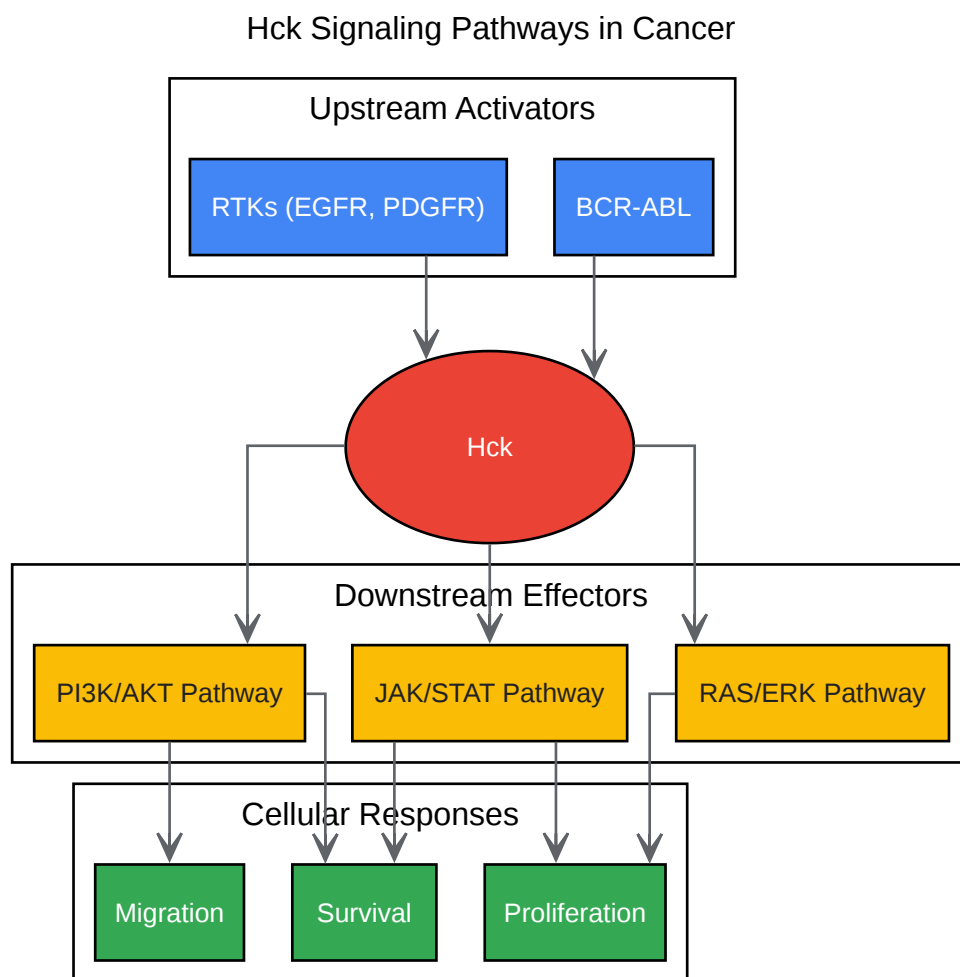 Hck Signaling Pathways in Cancer
Upstream Activators
RTKs (EGFR, PDGFR)
BCR-ABL
Hck
Downstream Effectors
PI3K/AKT Pathway
JAK/STAT Pathway
RAS/ERK Pathway
Cellular Responses
Migration
Survival
Proliferation